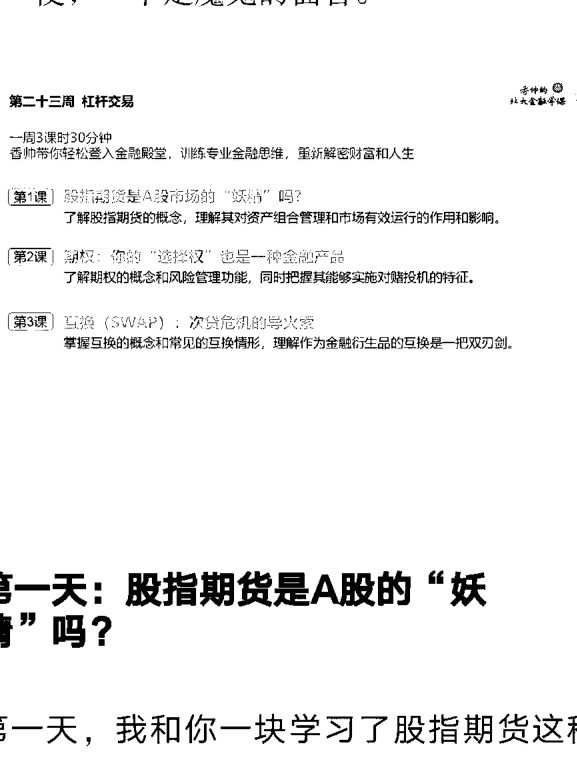 第二十三周 杠杆交易
香帅的
北大金融学课
一周3课时30分钟
香帅带你轻松登入金融殿堂，训练专业金融思维，重新解密财富和人生
第1课 股指期货是A股市场的“妖精”吗？
了解股指期货的概念，理解其对资产组合管理和市场有效运行的作用和影响。
第2课 期权：你的“选择权”也是一种金融产品
了解期权的概念和风险管理功能，同时把握其能够实施对赌投机的特征。
第3课 互换（SWAP）：次贷危机的导火索
掌握互换的概念和常见的互换情形，理解作为金融衍生品的互换是一把双刃剑。
第一天：股指期货是A股的“妖
精”吗？
第一天，我和你一块学习了股指期货这种